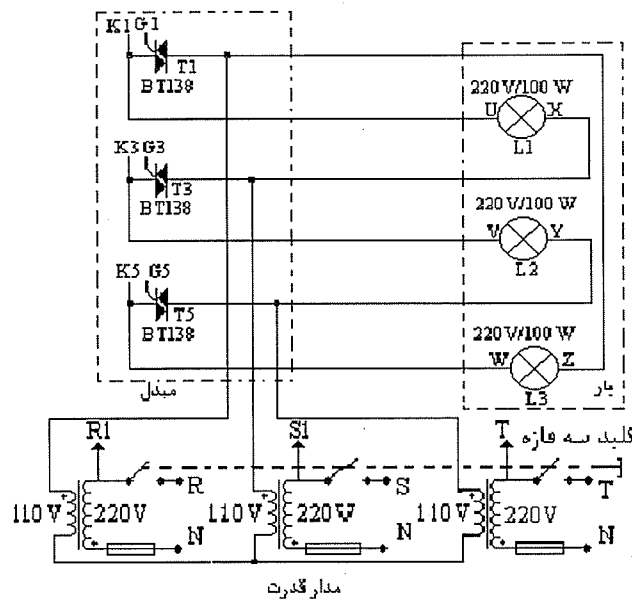 K1 G1
T1
BT138
220 V/100 W
U X
L1
K3 G3
T3
BT138
220 V/100 W
V Y
L2
K5 G5
T5
BT138
220 V/100 W
W Z
L3
مبدل
بار
R1
S1
T
کلید سه فازه
R
S
T
110 V
220V
110 V
220 V
110 V
220V
N
N
N
مدار قدرت